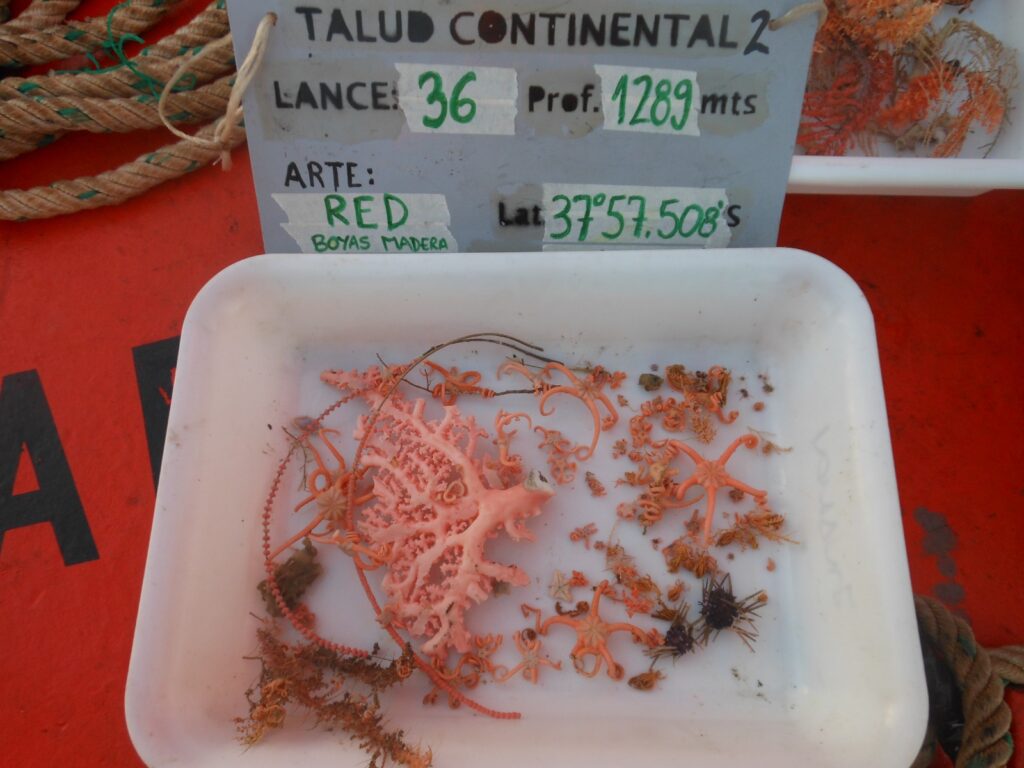 TALUD CONTINENTAL 2
LANCE: 36 Prof. 1289 mts
ARTE:
RED Lat 37°57.508' S
BOYAS MADERA
A